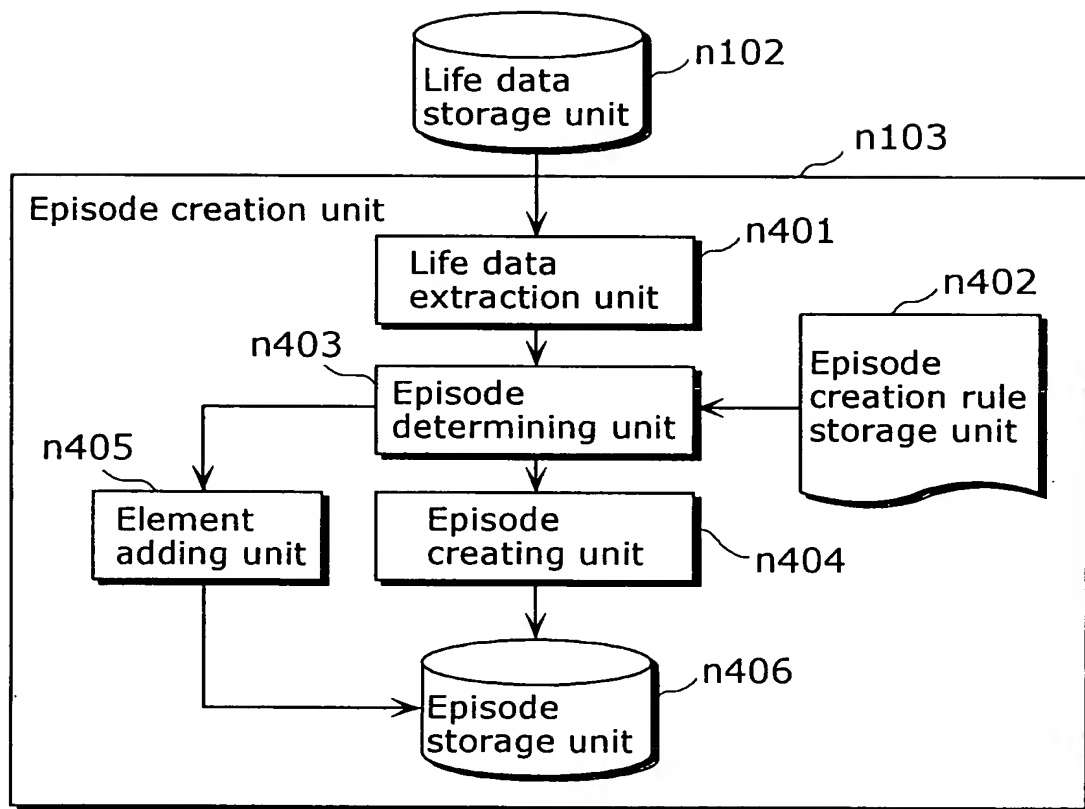 Life data
storage unit
n102
n103
Episode creation unit
Life data
extraction unit
n401
n402
Episode
creation rule
storage unit
n403
Episode
determining unit
n405
Element
adding unit
Episode
creating unit
n404
Episode
storage unit
n406